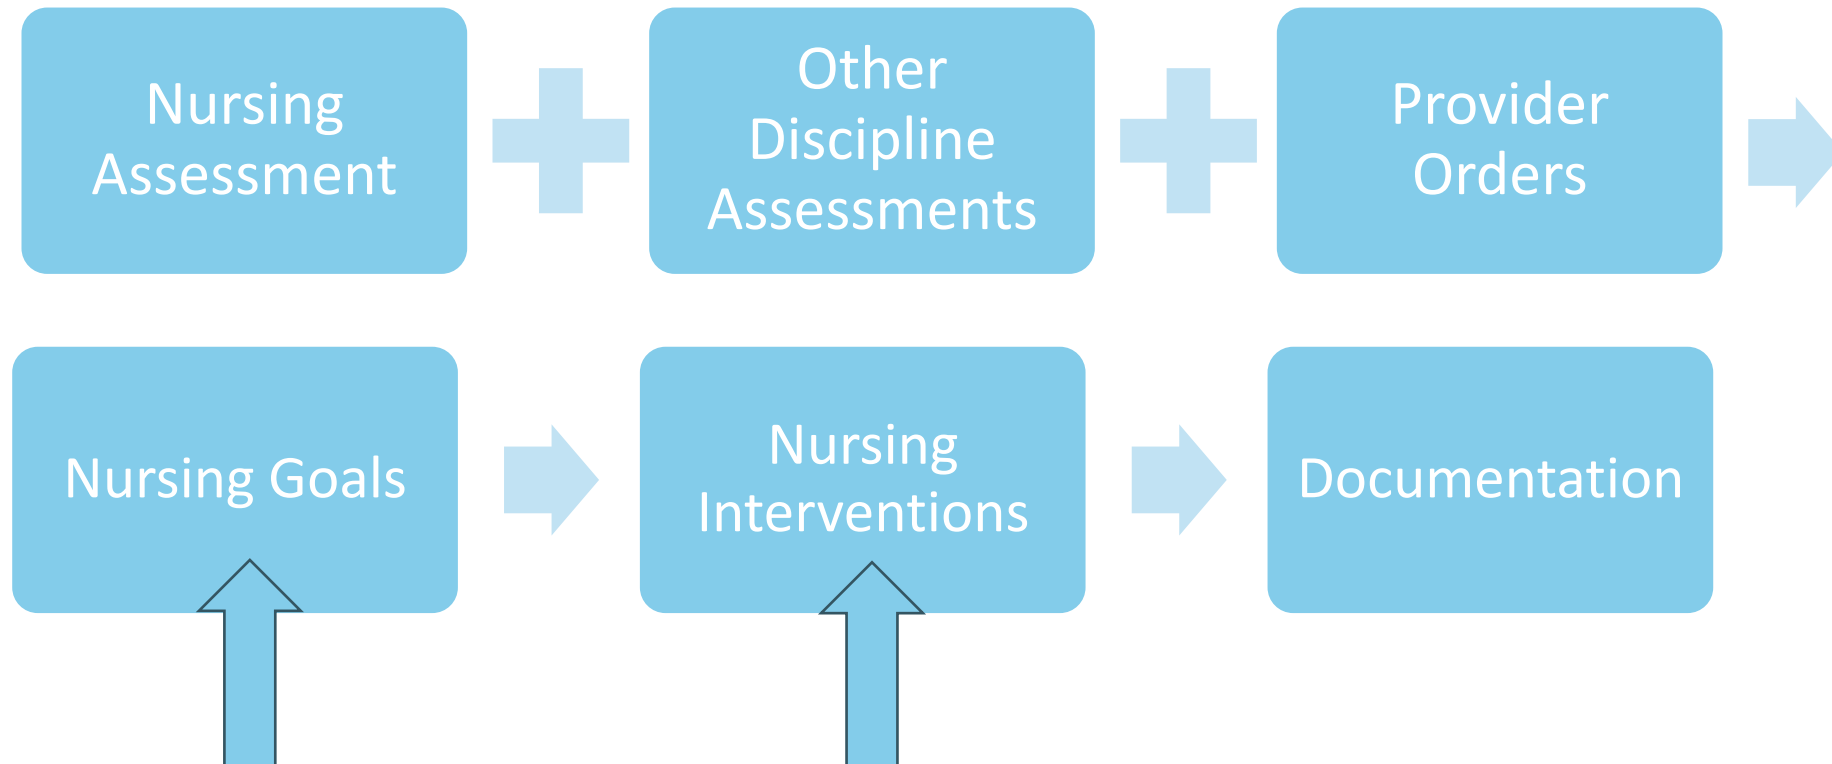 Nursing
Assessment
Other
Discipline
Assessments
Provider
Orders
Nursing Goals
Nursing
Interventions
Documentation